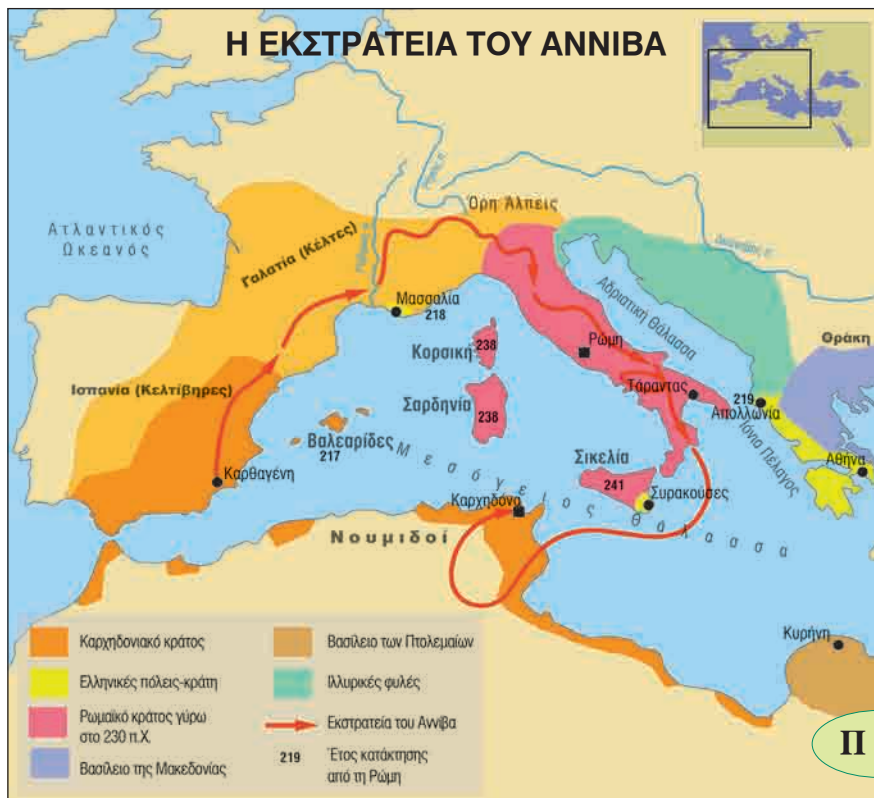 Η ΕΚΣΤΡΑΤΕΙΑ ΤΟΥ ΑΝΝΙΒΑ
Ατλαντικός
Ωκεανός
Γαλατία (Κέλτες)
Όρη Άλπεις
Μασσαλία
218
Κορσική
238
Αδριατική Θάλασσα
Θράκη
Ρώμη
Ισπανία (Κελτίβηρες)
Σαρδηνία
238
Τάραντας
219
Απολλωνία
Βαλεαρίδες
217
Ιόνιο Πέλαγος
Αθήνα
Καρθαγένη
Μεσόγειος θάλασσα
Σικελία
241
Συρακούσες
Καρχηδόνα
Νουμιδοί
Κυρήνη
Καρχηδονιακό κράτος
Ελληνικές πόλεις-κράτη
Ρωμαϊκό κράτος γύρω
στο 230 π.Χ.
Βασίλειο της Μακεδονίας
Βασίλειο των Πτολεμαίων
Ιλλυρικές φυλές
Εκστρατεία του Αννίβα
219 Έτος κατάκτησης
από τη Ρώμη
Π